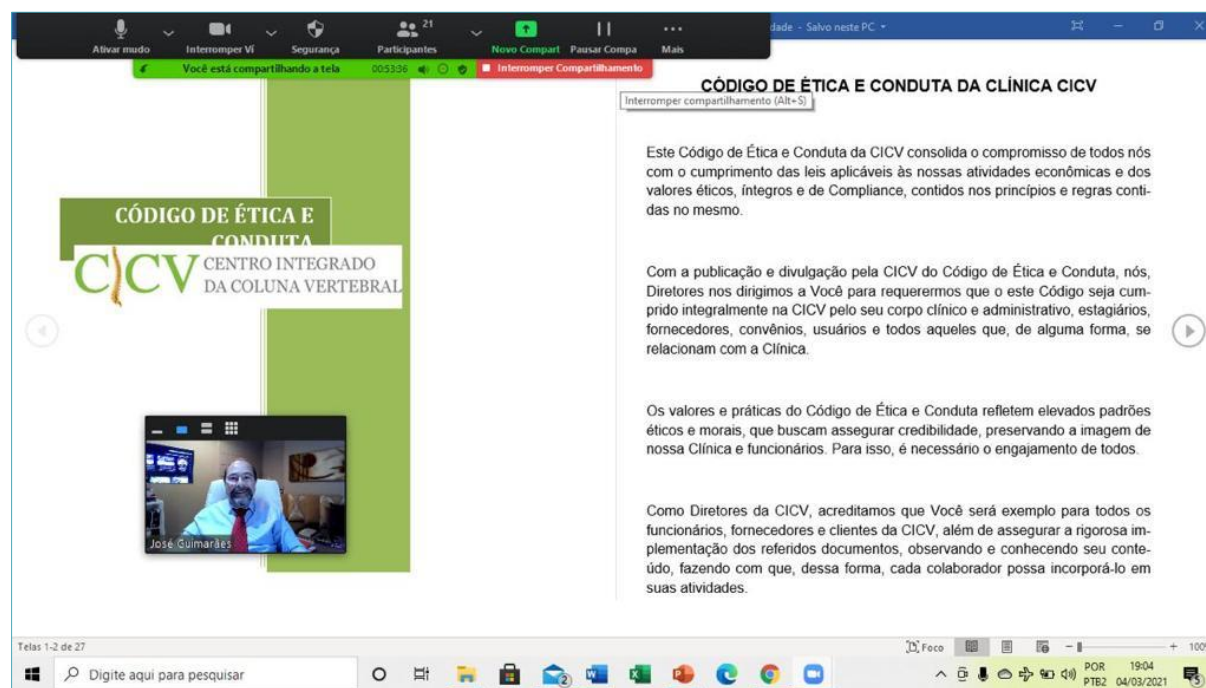 21
dade - Salvo neste PC
Ativar mudo
Interromper Ví
Segurança
Participantes
Novo Compart
Pausar Compa
Mais
Você está compartilhando a tela
00:53:36
Interromper Compartilhamento
Interromper compartilhamento (Alt+S)
CÓDIGO DE ÉTICA E
CONDUTA
CICV
CENTRO INTEGRADO
DA COLUNA VERTEBRAL
José Guimarães
CÓDIGO DE ÉTICA E CONDUTA DA CLÍNICA CICV
Este Código de Ética e Conduta da CICV consolida o compromisso de todos nós
com o cumprimento das leis aplicáveis às nossas atividades econômicas e dos
valores éticos, íntegros e de Compliance, contidos nos princípios e regras conti-
das no mesmo.
Com a publicação e divulgação pela CICV do Código de Ética e Conduta, nós,
Diretores nos dirigimos a Você para requerermos que o este Código seja cum-
prido integralmente na CICV pelo seu corpo clínico e administrativo, estagiários,
fornecedores, convênios, usuários e todos aqueles que, de alguma forma, se
relacionam com a Clínica.
Os valores e práticas do Código de Ética e Conduta refletem elevados padrões
éticos e morais, que buscam assegurar credibilidade, preservando a imagem de
nossa Clínica e funcionários. Para isso, é necessário o engajamento de todos.
Como Diretores da CICV, acreditamos que Você será exemplo para todos os
funcionários, fornecedores e clientes da CICV, além de assegurar a rigorosa im-
plementação dos referidos documentos, observando e conhecendo seu conte-
údo, fazendo com que, dessa forma, cada colaborador possa incorporá-lo em
suas atividades.
Telas 1-2 de 27
Foco
100%
Digite aqui para pesquisar
2
POR
PTB2
19:04
04/03/2021
5